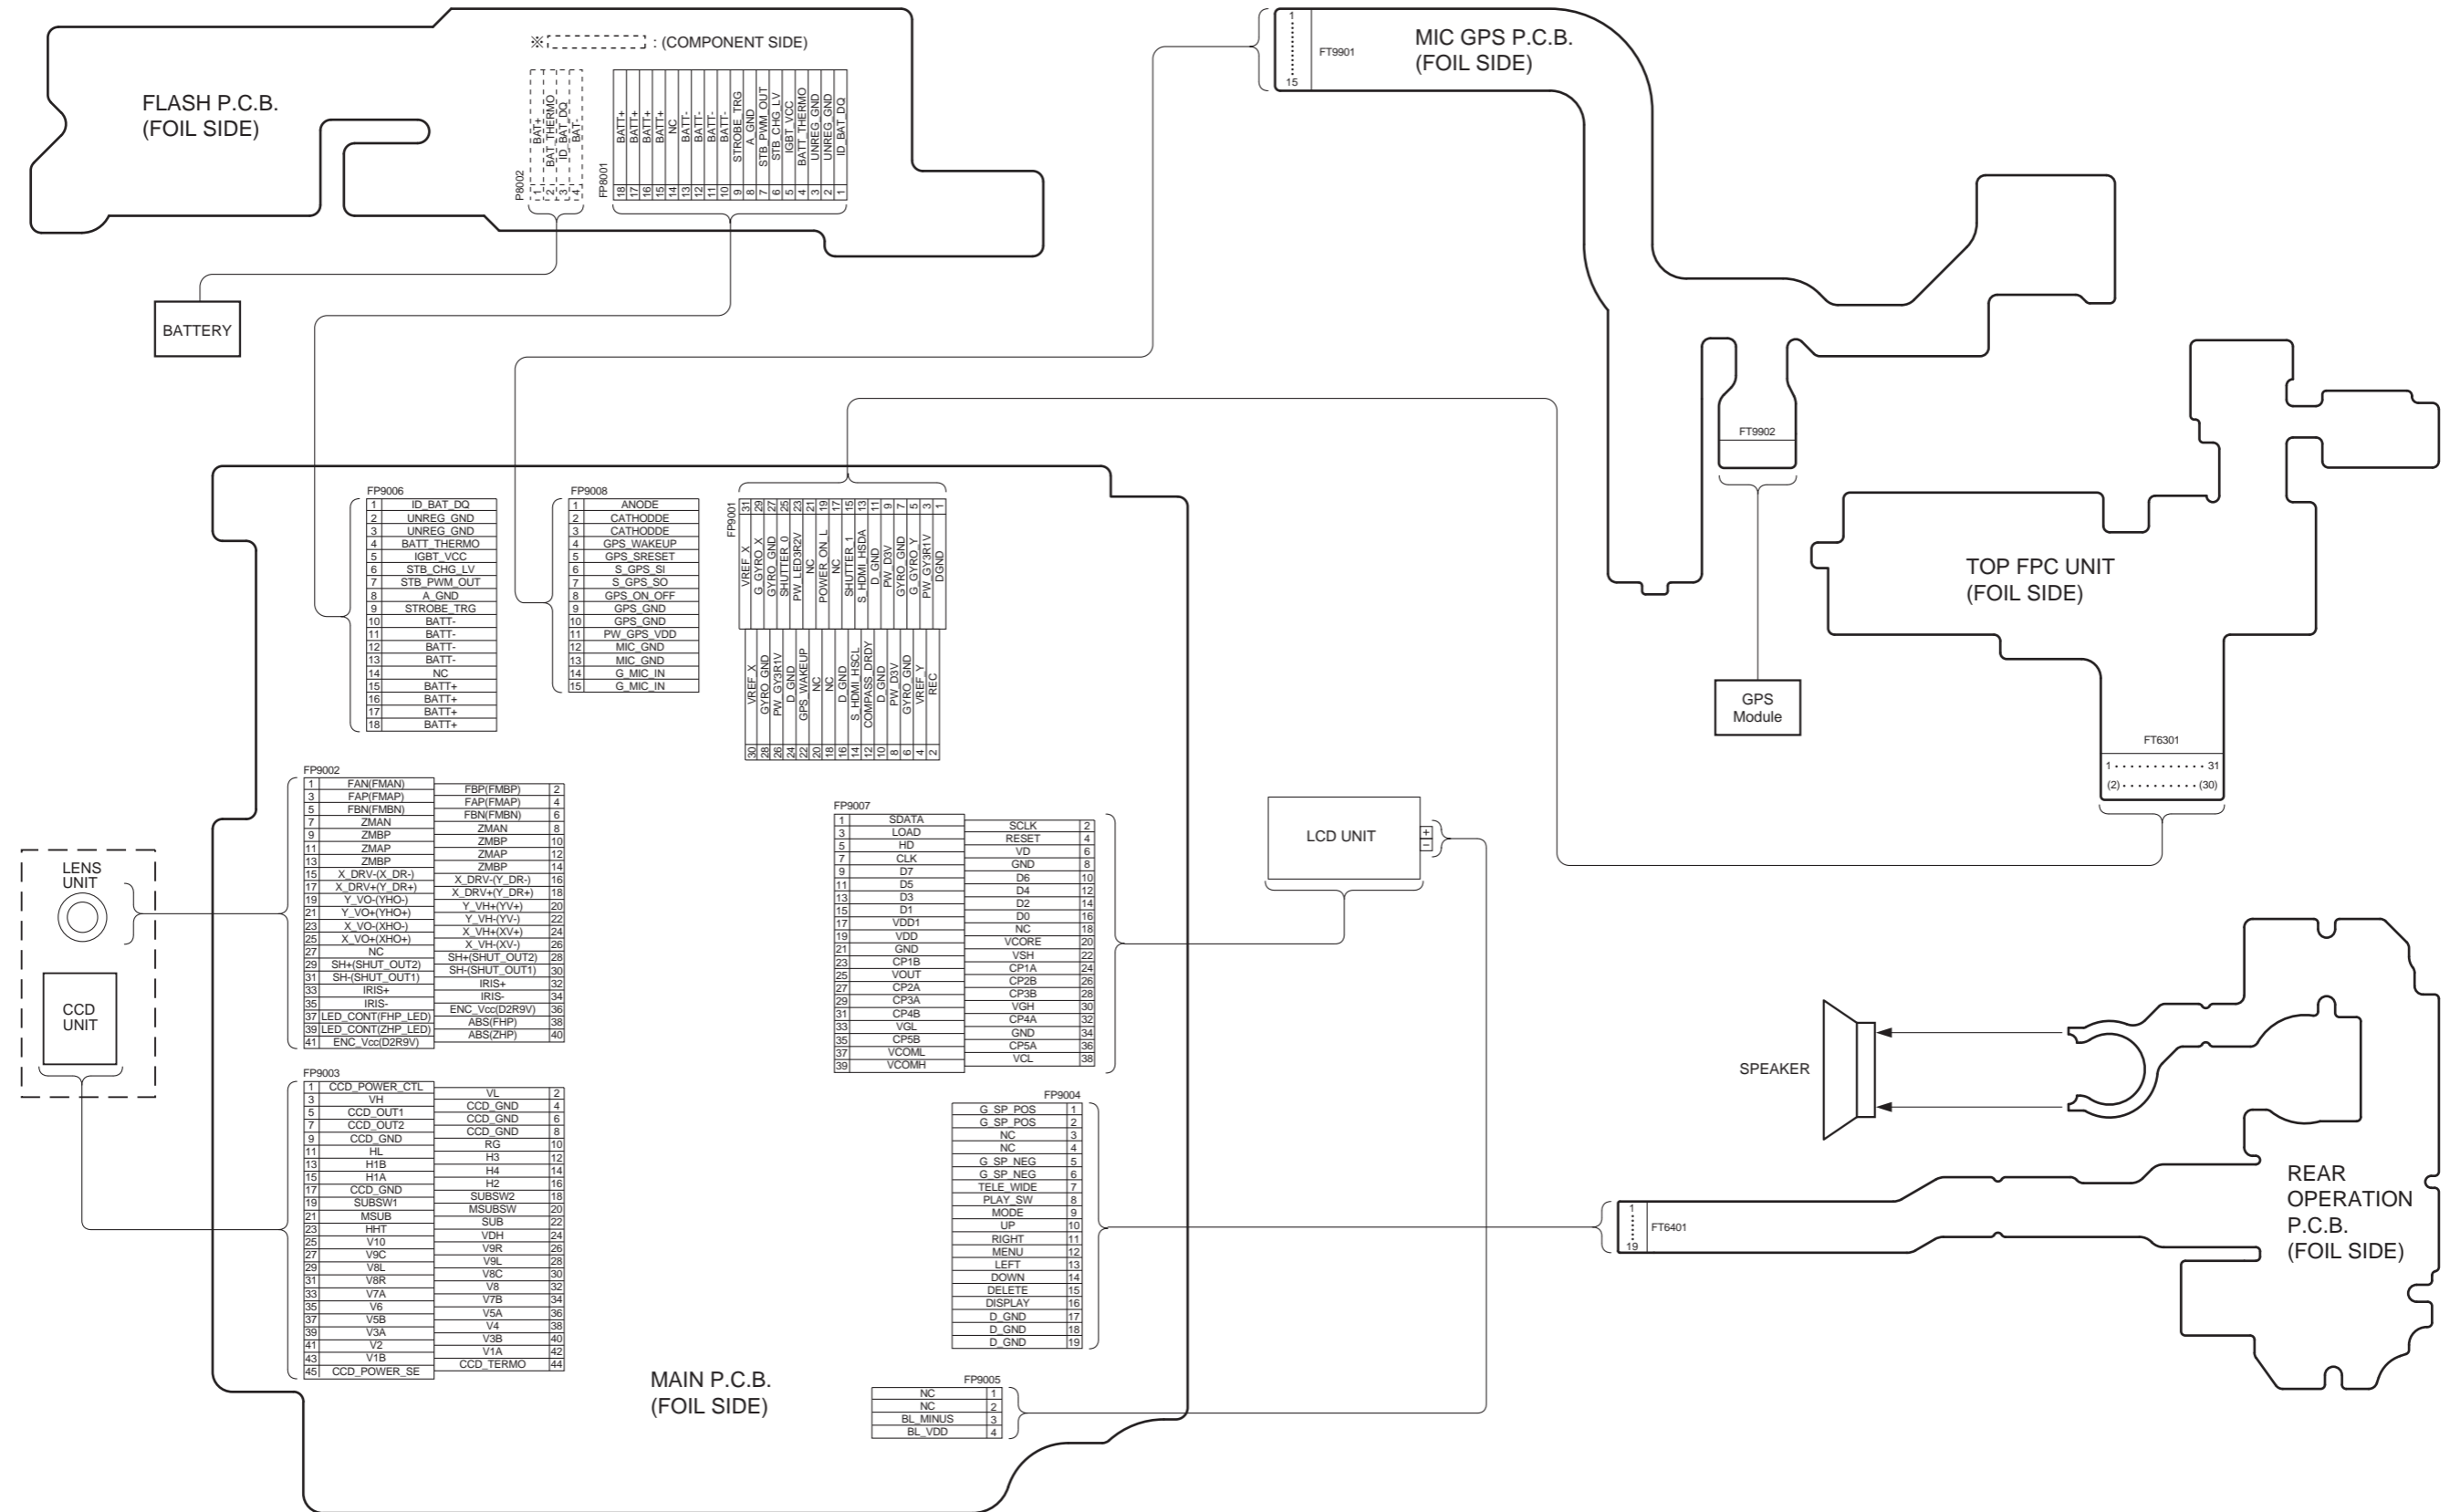 ※ : (COMPONENT SIDE)
FLASH P.C.B.
(FOIL SIDE)
P8002
1 BAT+
2 BAT_THERMO
3 ID_BAT_DQ
4 BAT-
FP8001
18 BATT+
17 BATT+
16 BATT+
15 BATT+
14 NC
13 BATT-
12 BATT-
11 BATT-
10 BATT-
9 STROBE_TRG
8 A_GND
7 STB_PWM_OUT
6 STB_CHG_LV
5 IGBT_VCC
4 BATT_THERMO
3 UNREG_GND
2 UNREG_GND
1 ID_BAT_DQ
BATTERY
1
15
FT9901
MIC GPS P.C.B.
(FOIL SIDE)
FT9902
GPS
Module
TOP FPC UNIT
(FOIL SIDE)
FT6301
1 31
(2) (30)
FP9006
1 ID_BAT_DQ
2 UNREG_GND
3 UNREG_GND
4 BATT_THERMO
5 IGBT_VCC
6 STB_CHG_LV
7 STB_PWM_OUT
8 A_GND
9 STROBE_TRG
10 BATT-
11 BATT-
12 BATT-
13 BATT-
14 NC
15 BATT+
16 BATT+
17 BATT+
18 BATT+
FP9008
1 ANODE
2 CATHODDE
3 CATHODDE
4 GPS_WAKEUP
5 GPS_SRESET
6 S_GPS_SI
7 S_GPS_SO
8 GPS_ON_OFF
9 GPS_GND
10 GPS_GND
11 PW_GPS_VDD
12 MIC_GND
13 MIC_GND
14 G_MIC_IN
15 G_MIC_IN
FP9001
31 VREF_X
29 G_GYRO_X
27 GYRO_GND
25 SHUTTER_0
23 PW_LED3R2V
21 NC
19 POWER_ON_L
17 NC
15 SHUTTER_1
13 S_HDMI_HSDA
11 D_GND
9 PW_D3V
7 GYRO_GND
5 G_GYRO_Y
3 PW_GY3R1V
1 DGND
30 VREF_X
28 GYRO_GND
26 PW_GY3R1V
24 D_GND
22 GPS_WAKEUP
20 NC
18 NC
16 D_GND
14 S_HDMI_HSCL
12 COMPASS_DRDY
10 D_GND
8 PW_D3V
6 GYRO_GND
4 VREF_Y
2 REC
FP9002
1 FAN(FMAN)
FBP(FMBP) 2
3 FAP(FMAP)
FAP(FMAP) 4
5 FBN(FMBN)
FBN(FMBN) 6
7 ZMAN
ZMAN 8
9 ZMBP
ZMBP 10
11 ZMAP
ZMAP 12
13 ZMBP
ZMBP 14
15 X_DRV-(X_DR-)
X_DRV-(Y_DR-) 16
17 X_DRV+(Y_DR+)
X_DRV+(Y_DR+) 18
19 Y_VO-(YHO-)
Y_VH+(YV+) 20
21 Y_VO+(YHO+)
Y_VH-(YV-) 22
23 X_VO-(XHO-)
X_VH+(XV+) 24
25 X_VO+(XHO+)
X_VH-(XV-) 26
27 NC
SH+(SHUT_OUT2) 28
29 SH+(SHUT_OUT2)
SH-(SHUT_OUT1) 30
31 SH-(SHUT_OUT1)
IRIS+ 32
33 IRIS+
IRIS- 34
35 IRIS-
ENC_Vcc(D2R9V) 36
37 LED_CONT(FHP_LED)
ABS(FHP) 38
39 LED_CONT(ZHP_LED)
ABS(ZHP) 40
41 ENC_Vcc(D2R9V)
LENS
UNIT
CCD
UNIT
FP9003
1 CCD_POWER_CTL
VL 2
3 VH
CCD_GND 4
5 CCD_OUT1
CCD_GND 6
7 CCD_OUT2
CCD_GND 8
9 CCD_GND
RG 10
11 HL
H3 12
13 H1B
H4 14
15 H1A
H2 16
17 CCD_GND
SUBSW2 18
19 SUBSW1
MSUBSW 20
21 MSUB
SUB 22
23 HHT
VDH 24
25 V10
V9R 26
27 V9C
V9L 28
29 V8L
V8C 30
31 V8R
V8 32
33 V7A
V7B 34
35 V6
V5A 36
37 V5B
V4 38
39 V3A
V3B 40
41 V2
V1A 42
43 V1B
CCD_TERMO 44
45 CCD_POWER_SE
FP9007
1 SDATA
SCLK 2
3 LOAD
RESET 4
5 HD
VD 6
7 CLK
GND 8
9 D7
D6 10
11 D5
D4 12
13 D3
D2 14
15 D1
D0 16
17 VDD1
NC 18
19 VDD
VCORE 20
21 GND
VSH 22
23 CP1B
CP1A 24
25 VOUT
CP2B 26
27 CP2A
CP3B 28
29 CP3A
VGH 30
31 CP4B
CP4A 32
33 VGL
GND 34
35 CP5B
CP5A 36
37 VCOML
VCL 38
39 VCOMH
LCD UNIT
+
−
FP9004
G_SP_POS 1
G_SP_POS 2
NC 3
NC 4
G_SP_NEG 5
G_SP_NEG 6
TELE_WIDE 7
PLAY_SW 8
MODE 9
UP 10
RIGHT 11
MENU 12
LEFT 13
DOWN 14
DELETE 15
DISPLAY 16
D_GND 17
D_GND 18
D_GND 19
FP9005
NC 1
NC 2
BL_MINUS 3
BL_VDD 4
MAIN P.C.B.
(FOIL SIDE)
SPEAKER
1
19
FT6401
REAR
OPERATION
P.C.B.
(FOIL SIDE)